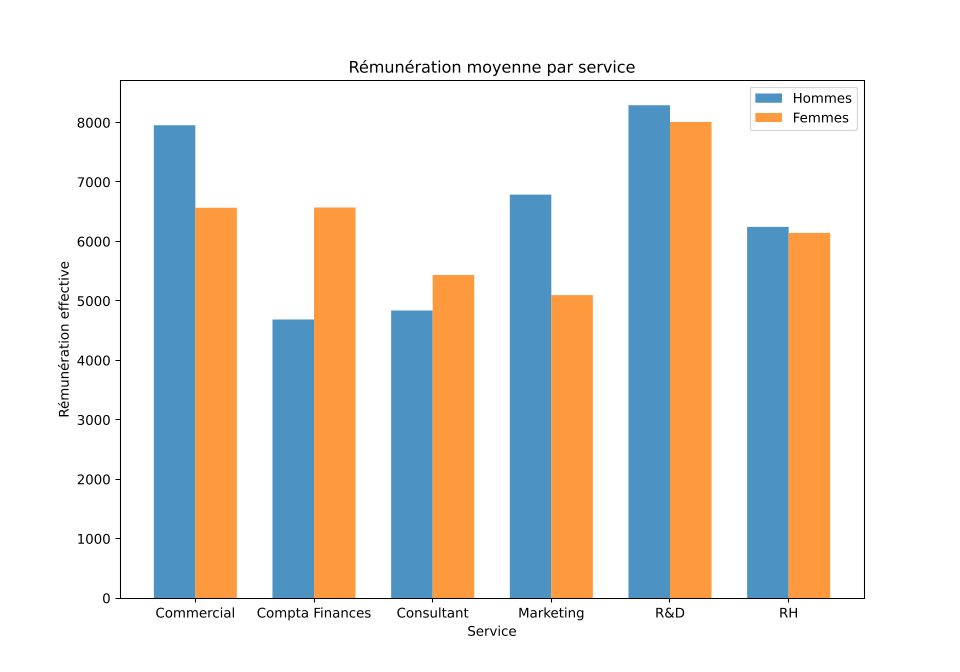 Rémunération moyenne par service
Hommes
Femmes
Rémunération effective
8000
7000
6000
5000
4000
3000
2000
1000
0
Commercial Compta Finances Consultant Marketing R&D RH
Service